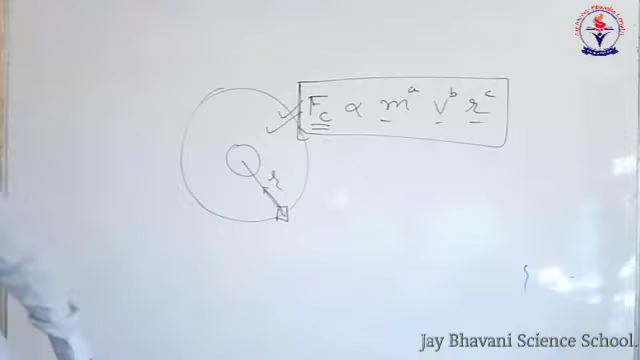 F_c ∝ m^a v^b r^c
r
Jay Bhavani Science School.